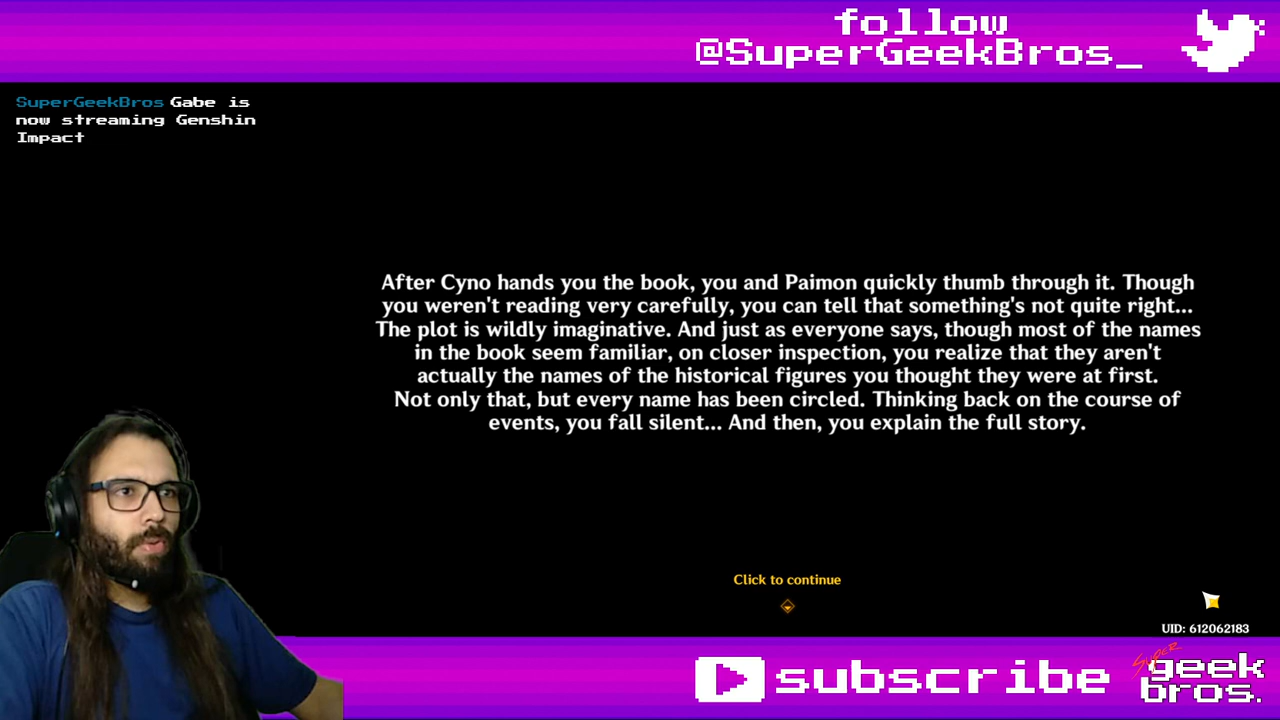 follow
@SuperGeekBros_
SuperGeekBros Gabe is
now streaming Genshin
Impact
After Cyno hands you the book, you and Paimon quickly thumb through it. Though
you weren't reading very carefully, you can tell that something's not quite right...
The plot is wildly imaginative. And just as everyone says, though most of the names
in the book seem familiar, on closer inspection, you realize that they aren't
actually the names of the historical figures you thought they were at first.
Not only that, but every name has been circled. Thinking back on the course of
events, you fall silent... And then, you explain the full story.
Click to continue
UID: 612062183
subscribe
SUPER
geek
bros.